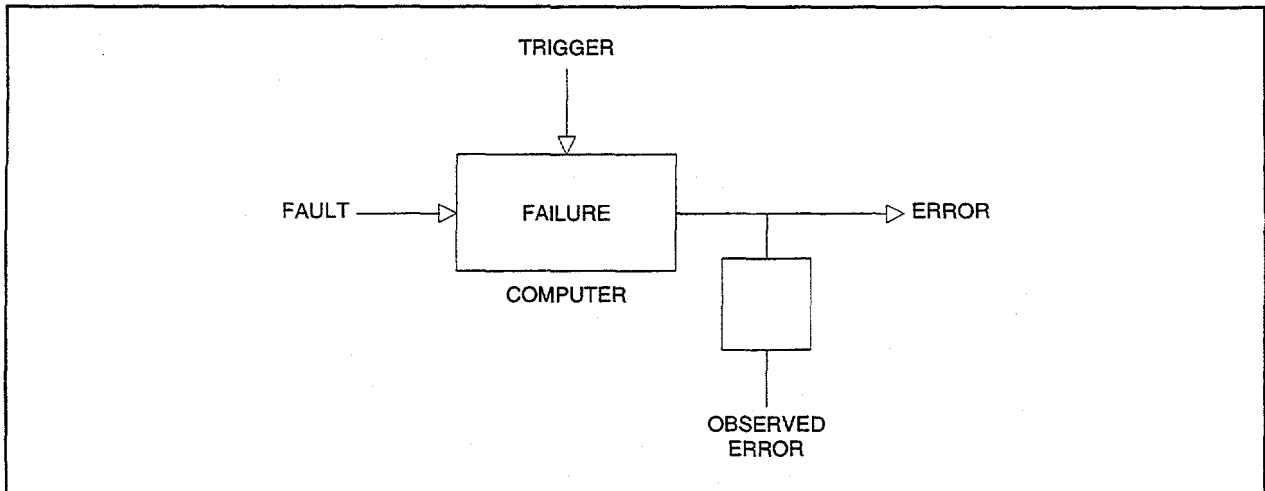 TRIGGER
FAULT
FAILURE
ERROR
COMPUTER
OBSERVED
ERROR